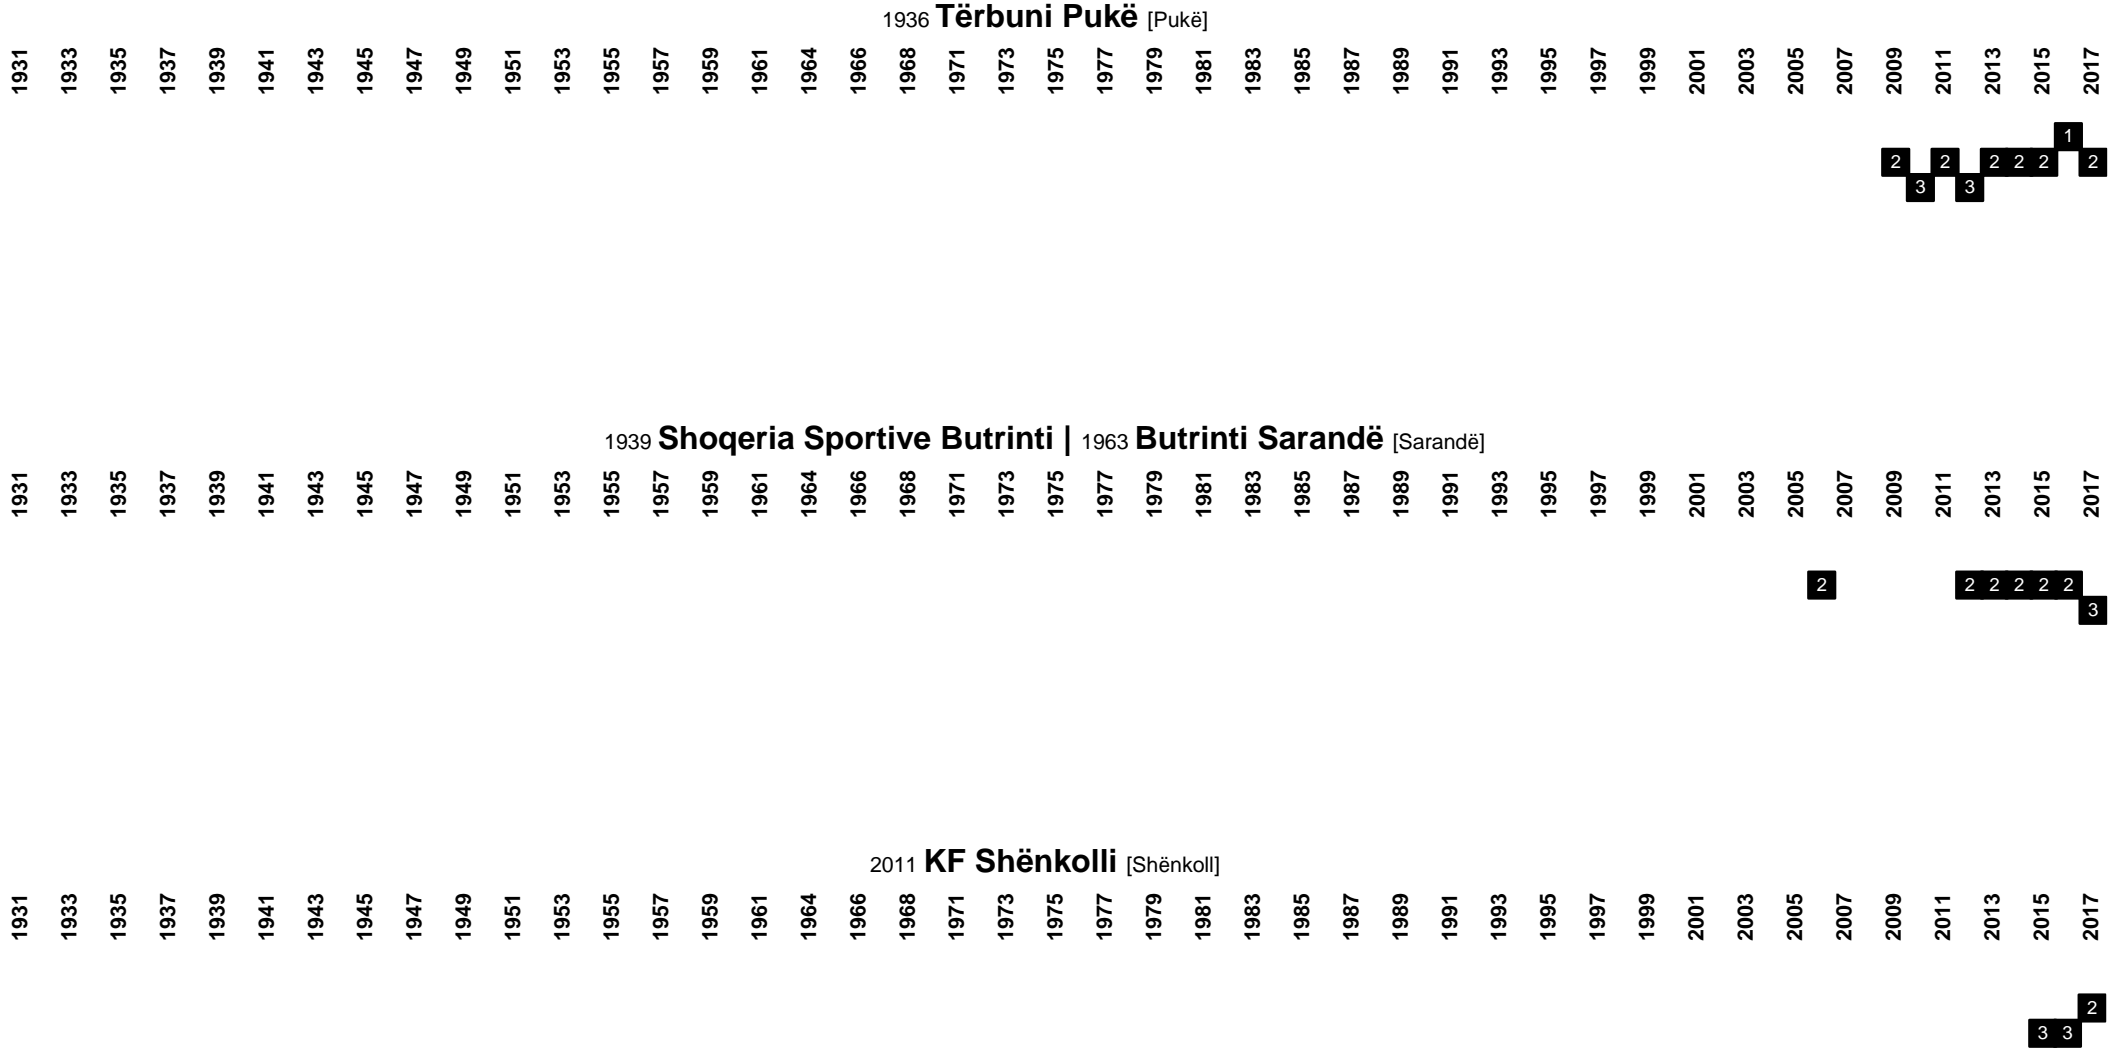 1936 Tërbuni Pukë [Pukë]
1931 1933 1935 1937 1939 1941 1943 1945 1947 1949 1951 1953 1955 1957 1959 1961 1964 1966 1968 1971 1973 1975 1977 1979 1981 1983 1985 1987 1989 1991 1993 1995 1997 1999 2001 2003 2005 2007 2009 2011 2013 2015 2017
1
2 2 2 2 2 2
3 3
1939 Shoqeria Sportive Butrinti | 1963 Butrinti Sarandë [Sarandë]
1931 1933 1935 1937 1939 1941 1943 1945 1947 1949 1951 1953 1955 1957 1959 1961 1964 1966 1968 1971 1973 1975 1977 1979 1981 1983 1985 1987 1989 1991 1993 1995 1997 1999 2001 2003 2005 2007 2009 2011 2013 2015 2017
2 2 2 2 2 2
3
2011 KF Shënkolli [Shënkoll]
1931 1933 1935 1937 1939 1941 1943 1945 1947 1949 1951 1953 1955 1957 1959 1961 1964 1966 1968 1971 1973 1975 1977 1979 1981 1983 1985 1987 1989 1991 1993 1995 1997 1999 2001 2003 2005 2007 2009 2011 2013 2015 2017
2
3 3